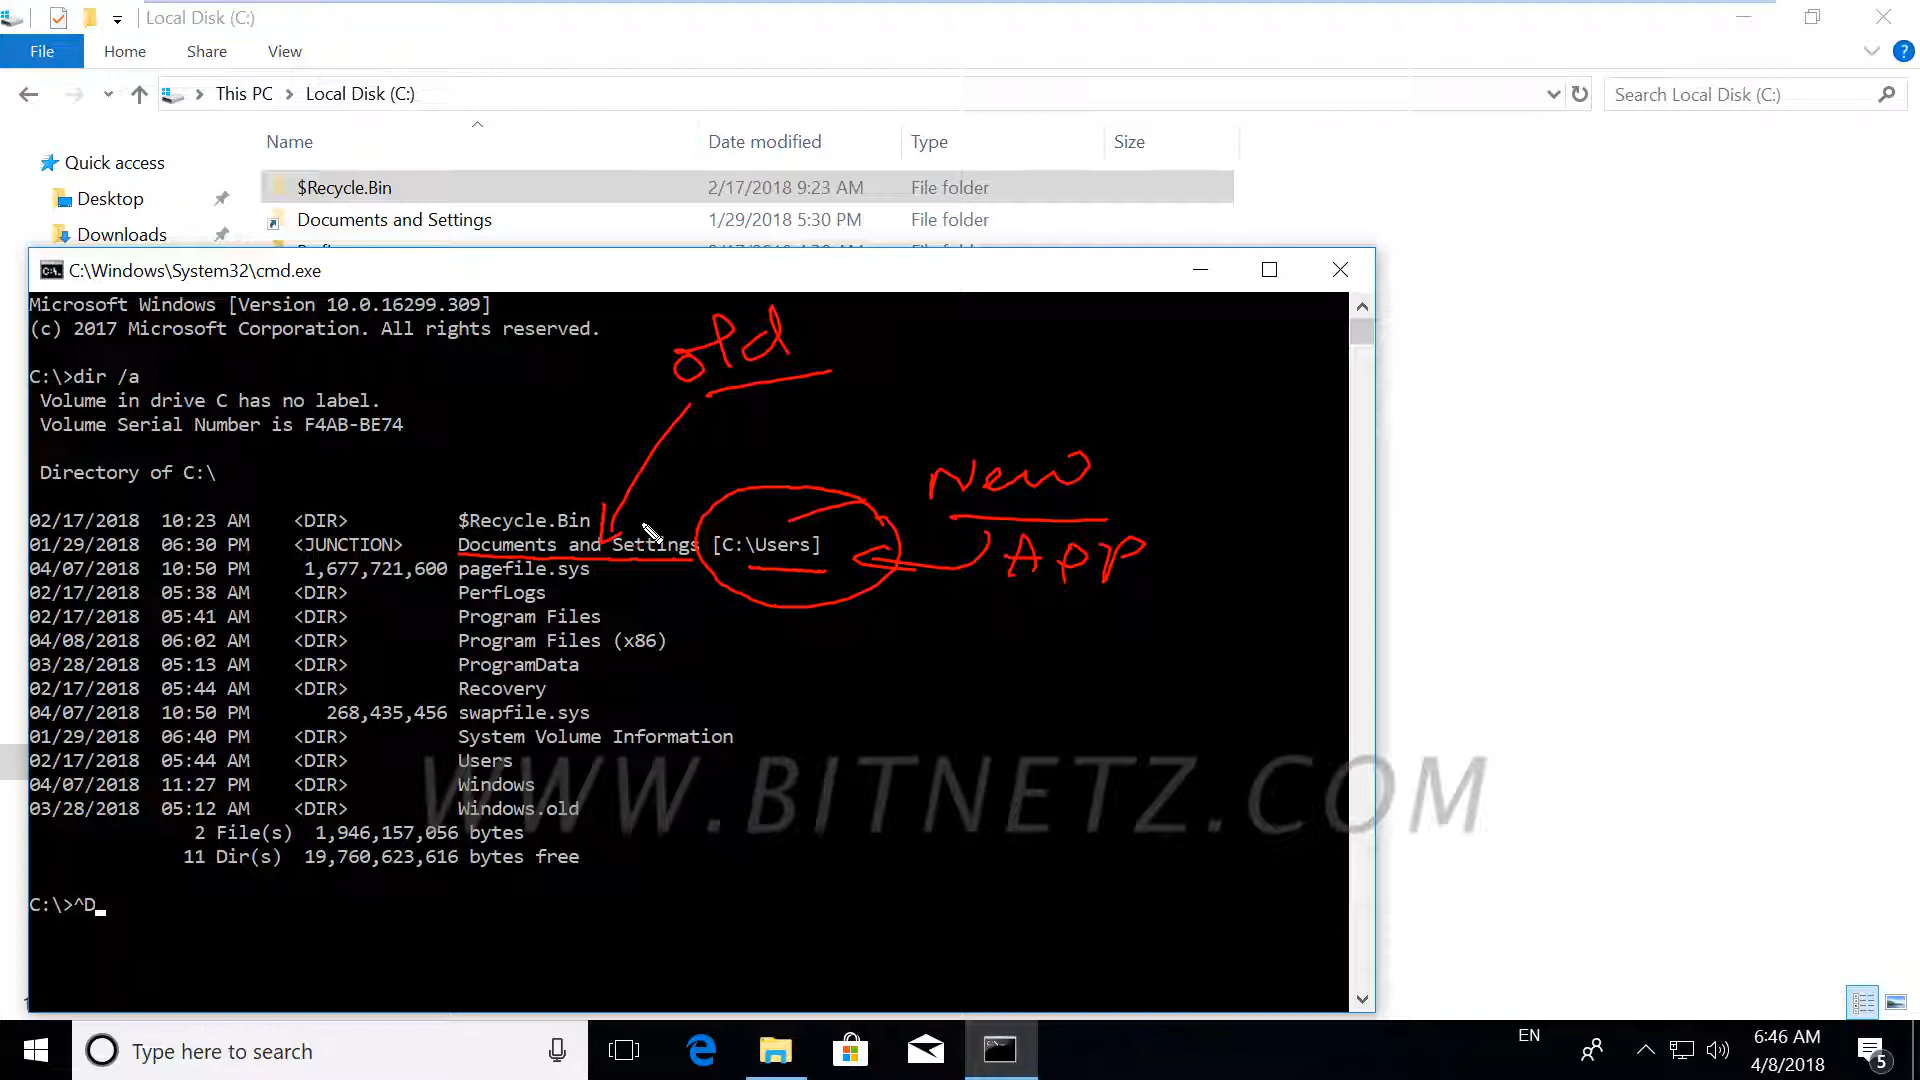 Local Disk (C:)
File Home Share View
This PC > Local Disk (C:) Search Local Disk (C:)
Name Date modified Type Size
Quick access
$Recycle.Bin 2/17/2018 9:23 AM File folder
Desktop
Documents and Settings 1/29/2018 5:30 PM File folder
Downloads
C:\Windows\System32\cmd.exe
Microsoft Windows [Version 10.0.16299.309]
(c) 2017 Microsoft Corporation. All rights reserved.
old
C:\>dir /a
Volume in drive C has no label.
Volume Serial Number is F4AB-BE74
Directory of C:\
New
App
02/17/2018 10:23 AM <DIR> $Recycle.Bin
01/29/2018 06:30 PM <JUNCTION> Documents and Settings [C:\Users]
04/07/2018 10:50 PM 1,677,721,600 pagefile.sys
02/17/2018 05:38 AM <DIR> PerfLogs
02/17/2018 05:41 AM <DIR> Program Files
04/08/2018 06:02 AM <DIR> Program Files (x86)
03/28/2018 05:13 AM <DIR> ProgramData
02/17/2018 05:44 AM <DIR> Recovery
04/07/2018 10:50 PM 268,435,456 swapfile.sys
01/29/2018 06:40 PM <DIR> System Volume Information
02/17/2018 05:44 AM <DIR> Users
04/07/2018 11:27 PM <DIR> Windows
03/28/2018 05:12 AM <DIR> Windows.old
2 File(s) 1,946,157,056 bytes
11 Dir(s) 19,760,623,616 bytes free
WWW.BITNETZ.COM
C:\>^D
Type here to search
EN
6:46 AM
4/8/2018
5